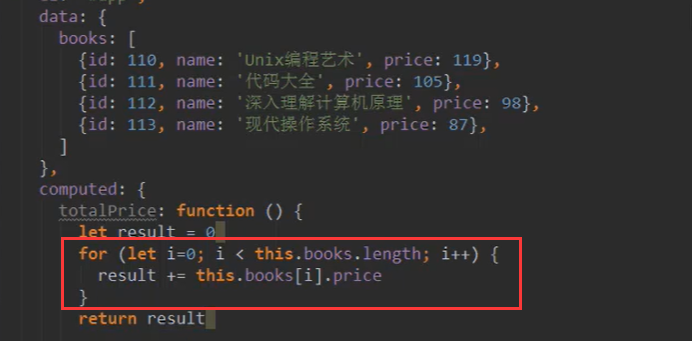 data: {
books: [
{id: 110, name: 'Unix编程艺术', price: 119},
{id: 111, name: '代码大全', price: 105},
{id: 112, name: '深入理解计算机原理', price: 98},
{id: 113, name: '现代操作系统', price: 87},
]
},
computed: {
totalPrice: function () {
let result = 0
for (let i=0; i < this.books.length; i++) {
result += this.books[i].price
}
return result